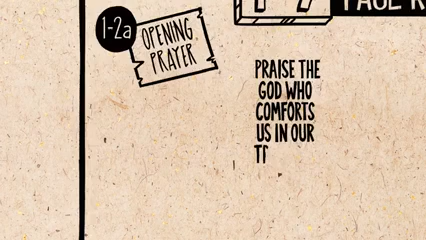 1-2a
OPENING
PRAYER
PRAISE THE
GOD WHO
COMFORTS
US IN OUR